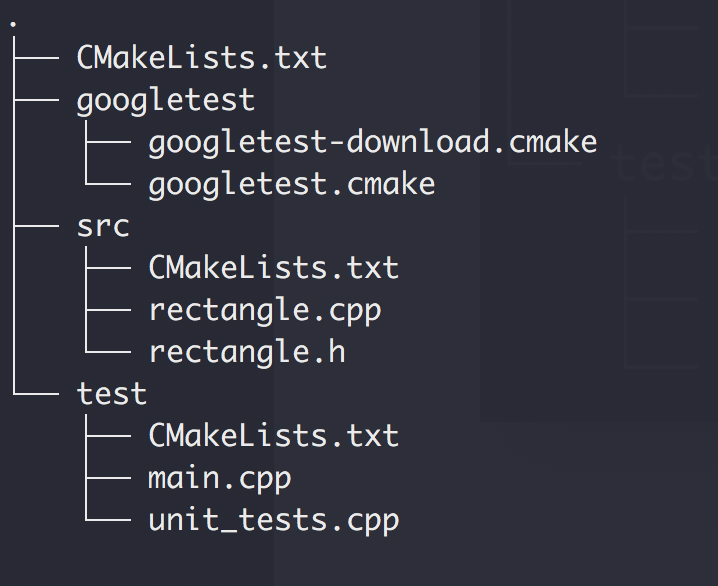 .
CMakeLists.txt
googletest
googletest-download.cmake
googletest.cmake
src
CMakeLists.txt
rectangle.cpp
rectangle.h
test
CMakeLists.txt
main.cpp
unit_tests.cpp
test